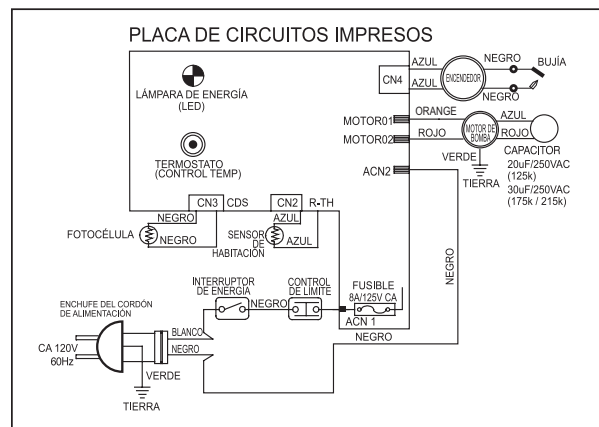 PLACA DE CIRCUITOS IMPRESOS
LÁMPARA DE ENERGÍA
(LED)
TERMOSTATO
(CONTROL TEMP)
CN4
AZUL
AZUL
ENCENDEDOR
NEGRO
NEGRO
BUJÍA
MOTOR01
ORANGE
MOTOR02
ROJO
MOTOR DE
BOMBA
AZUL
ROJO
VERDE
TIERRA
CAPACITOR
20uF/250VAC
(125k)
30uF/250VAC
(175k / 215k)
ACN2
NEGRO
CN3
CDS
CN2
R-TH
NEGRO
FOTOCÉLULA
NEGRO
AZUL
SENSOR
DE
HABITACIÓN
AZUL
INTERRUPTOR
DE ENERGÍA
NEGRO
CONTROL
DE LÍMITE
FUSIBLE
8A/125V CA
ACN 1
NEGRO
ENCHUFE DEL CORDÓN
DE ALIMENTACIÓN
CA 120V
60Hz
BLANCO
NEGRO
VERDE
TIERRA